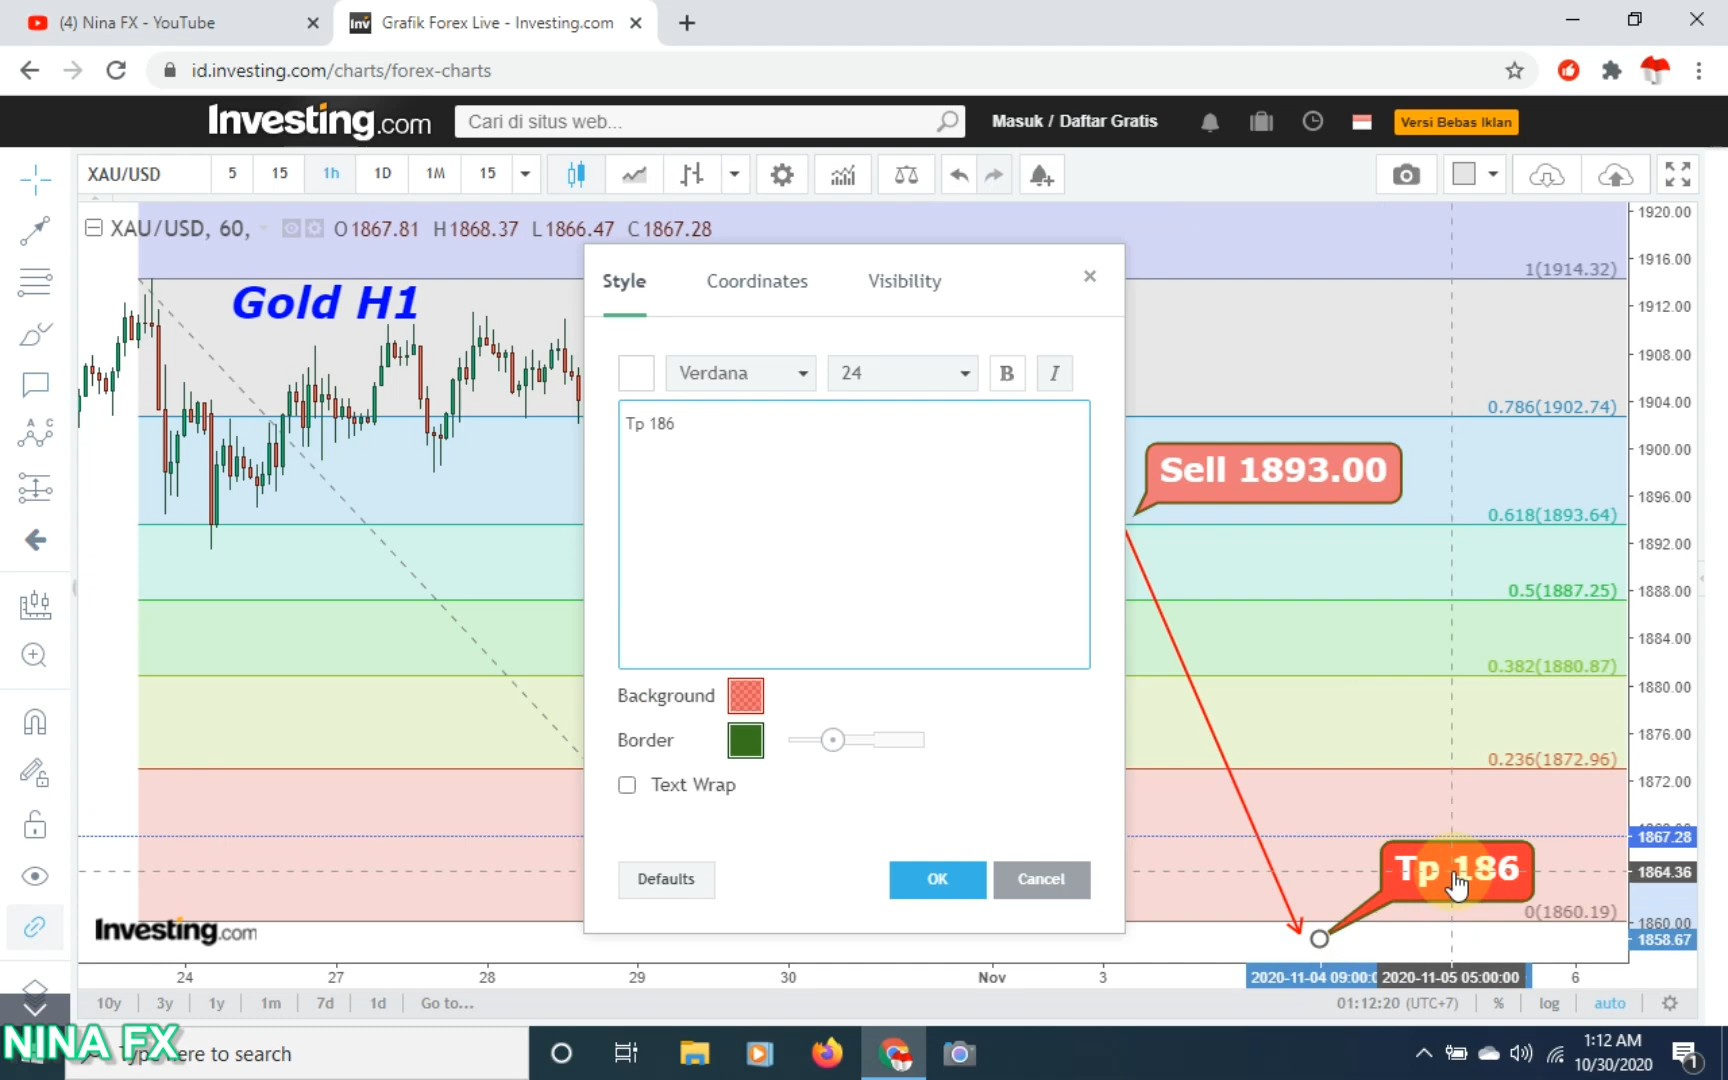 (4) Nina FX - YouTube
Grafik Forex Live - Investing.com
id.investing.com/charts/forex-charts
Investing.com
Cari di situs web...
Masuk / Daftar Gratis
Versi Bebas Iklan
XAU/USD
5
15
1h
1D
1M
15
XAU/USD, 60,
O1867.81 H1868.37 L1866.47 C1867.28
Gold H1
Style
Coordinates
Visibility
Verdana
24
B
I
Tp 186
Background
Border
Text Wrap
Defaults
OK
Cancel
Sell 1893.00
Tp 186
1(1914.32)
0.786(1902.74)
0.618(1893.64)
0.5(1887.25)
0.382(1880.87)
0.236(1872.96)
0(1860.19)
1920.00
1916.00
1912.00
1908.00
1904.00
1900.00
1896.00
1892.00
1888.00
1884.00
1880.00
1876.00
1872.00
1867.28
1864.36
1860.00
1858.67
Investing.com
24
27
28
29
30
Nov
3
2020-11-04 09:00:0
2020-11-05 05:00:00
6
10y
3y
1y
1m
7d
1d
Go to...
01:12:20 (UTC+7)
%
log
auto
NINA FX
Type here to search
1:12 AM
10/30/2020
1